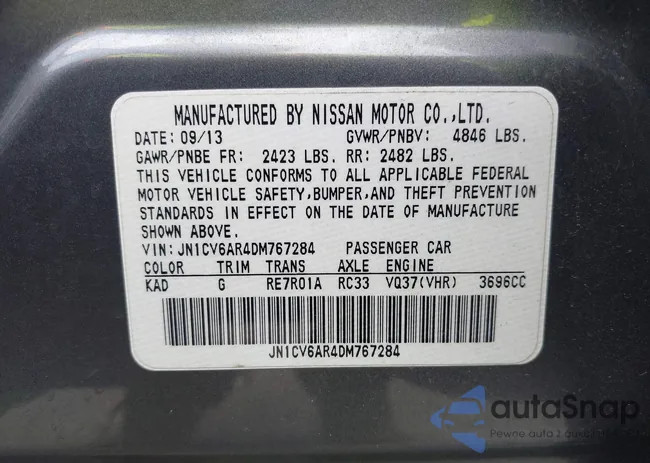 MANUFACTURED BY NISSAN MOTOR CO.,LTD.
DATE: 09/13 GVWR/PNBV: 4846 LBS.
GAWR/PNBE FR: 2423 LBS. RR: 2482 LBS.
THIS VEHICLE CONFORMS TO ALL APPLICABLE FEDERAL
MOTOR VEHICLE SAFETY,BUMPER,AND THEFT PREVENTION
STANDARDS IN EFFECT ON THE DATE OF MANUFACTURE
SHOWN ABOVE.
VIN: JN1CV6AR4DM767284 PASSENGER CAR
COLOR TRIM TRANS AXLE ENGINE
KAD G RE7R01A RC33 VQ37(VHR) 3696CC
JN1CV6AR4DM767284
autoSnap
Pewne auta z